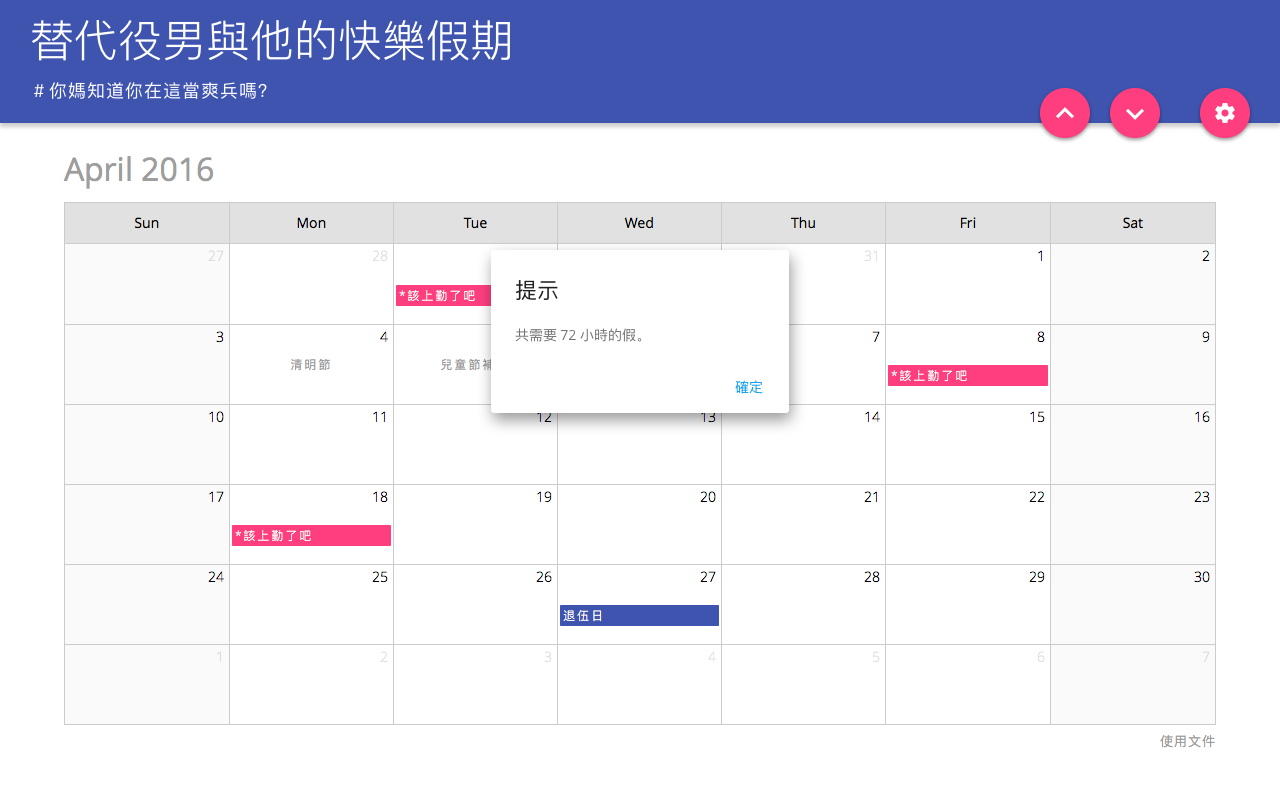 替代役男與他的快樂假期
# 你媽知道你在這當爽兵嗎?
April 2016
Sun Mon Tue Wed Thu Fri Sat
27 28 31 1 2
*該上勤了吧
3 4 7 8 9
清明節 兒童節補
*該上勤了吧
提示
共需要 72 小時的假。
確定
10 11 12 13 14 15 16
17 18 19 20 21 22 23
*該上勤了吧
24 25 26 27 28 29 30
退伍日
1 2 3 4 5 6 7
使用文件